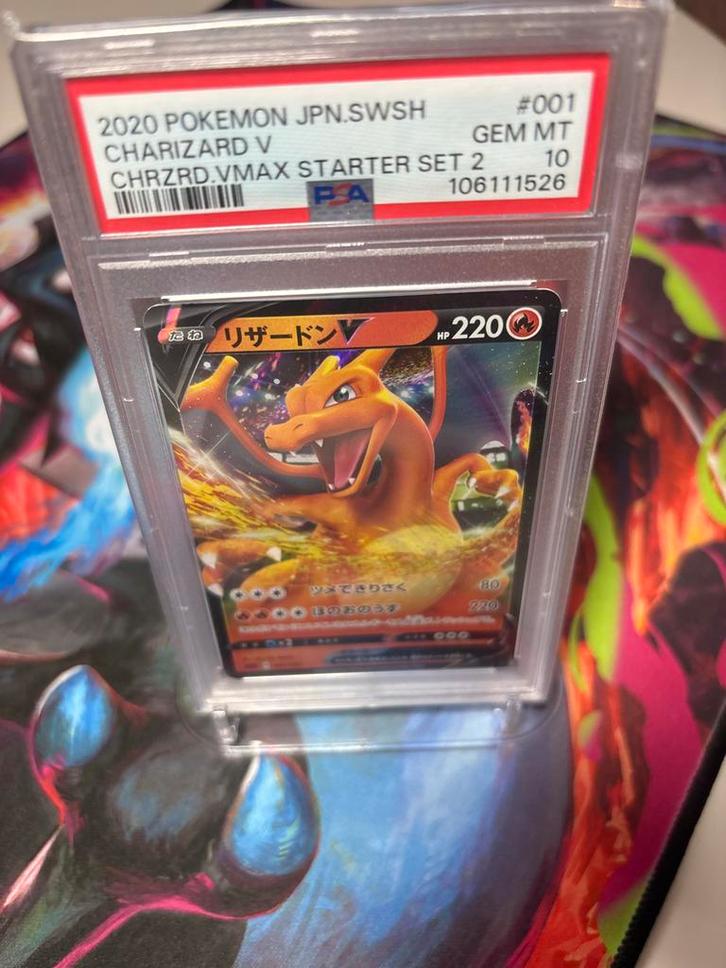 2020 POKEMON JPN.SWSH #001
CHARIZARD V GEM MT
CHRZRD.VMAX STARTER SET 2 10
PSA 106111526
たね リザードンV HP 220
ツメできりさく 80
ほのおのうず 220